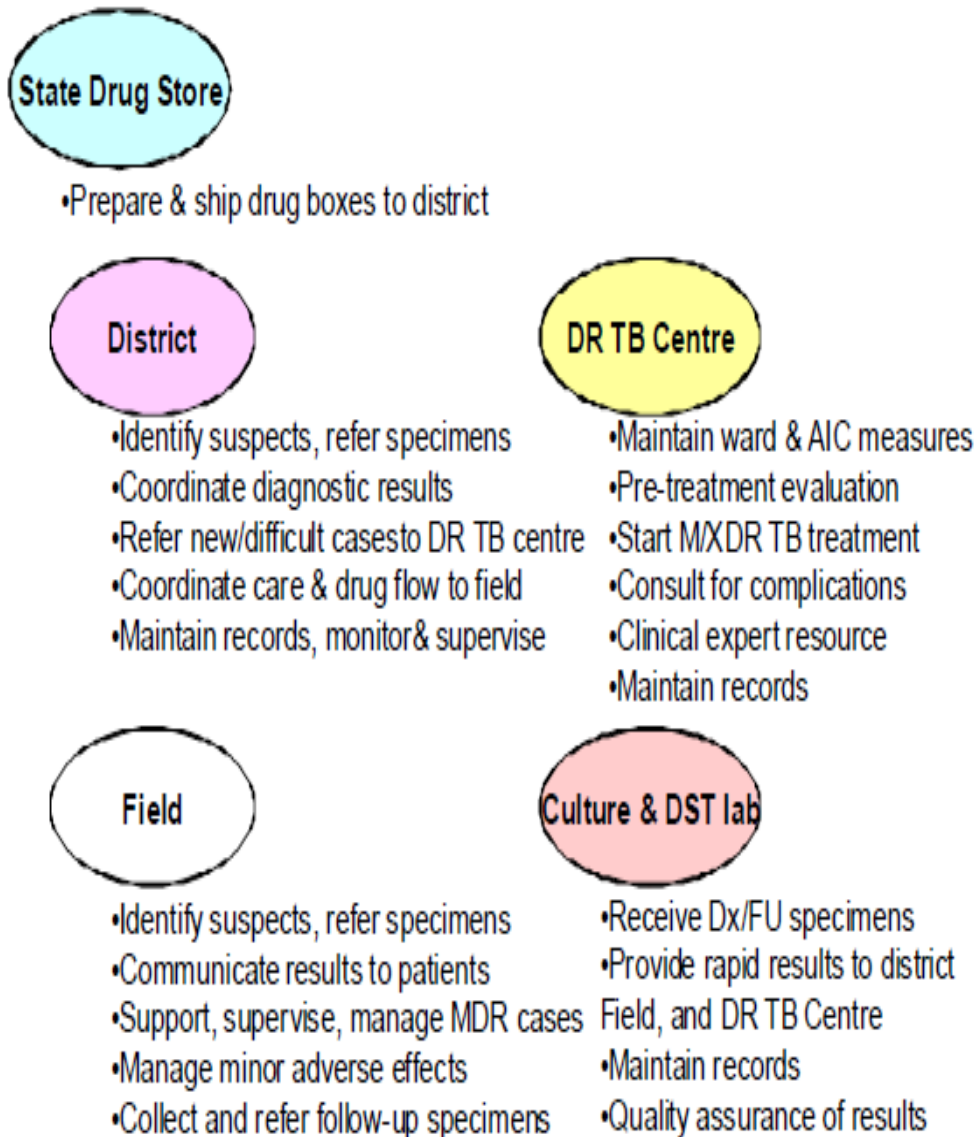 State Drug Store
•Prepare & ship drug boxes to district
District
•Identify suspects, refer specimens
•Coordinate diagnostic results
•Refer new/difficult casesto DR TB centre
•Coordinate care & drug flow to field
•Maintain records, monitor& supervise
DR TB Centre
•Maintain ward & AIC measures
•Pre-treatment evaluation
•Start M/XDR TB treatment
•Consult for complications
•Clinical expert resource
•Maintain records
Field
•Identify suspects, refer specimens
•Communicate results to patients
•Support, supervise, manage MDR cases
•Manage minor adverse effects
•Collect and refer follow-up specimens
Culture & DST lab
•Receive Dx/FU specimens
•Provide rapid results to district
Field, and DR TB Centre
•Maintain records
•Quality assurance of results